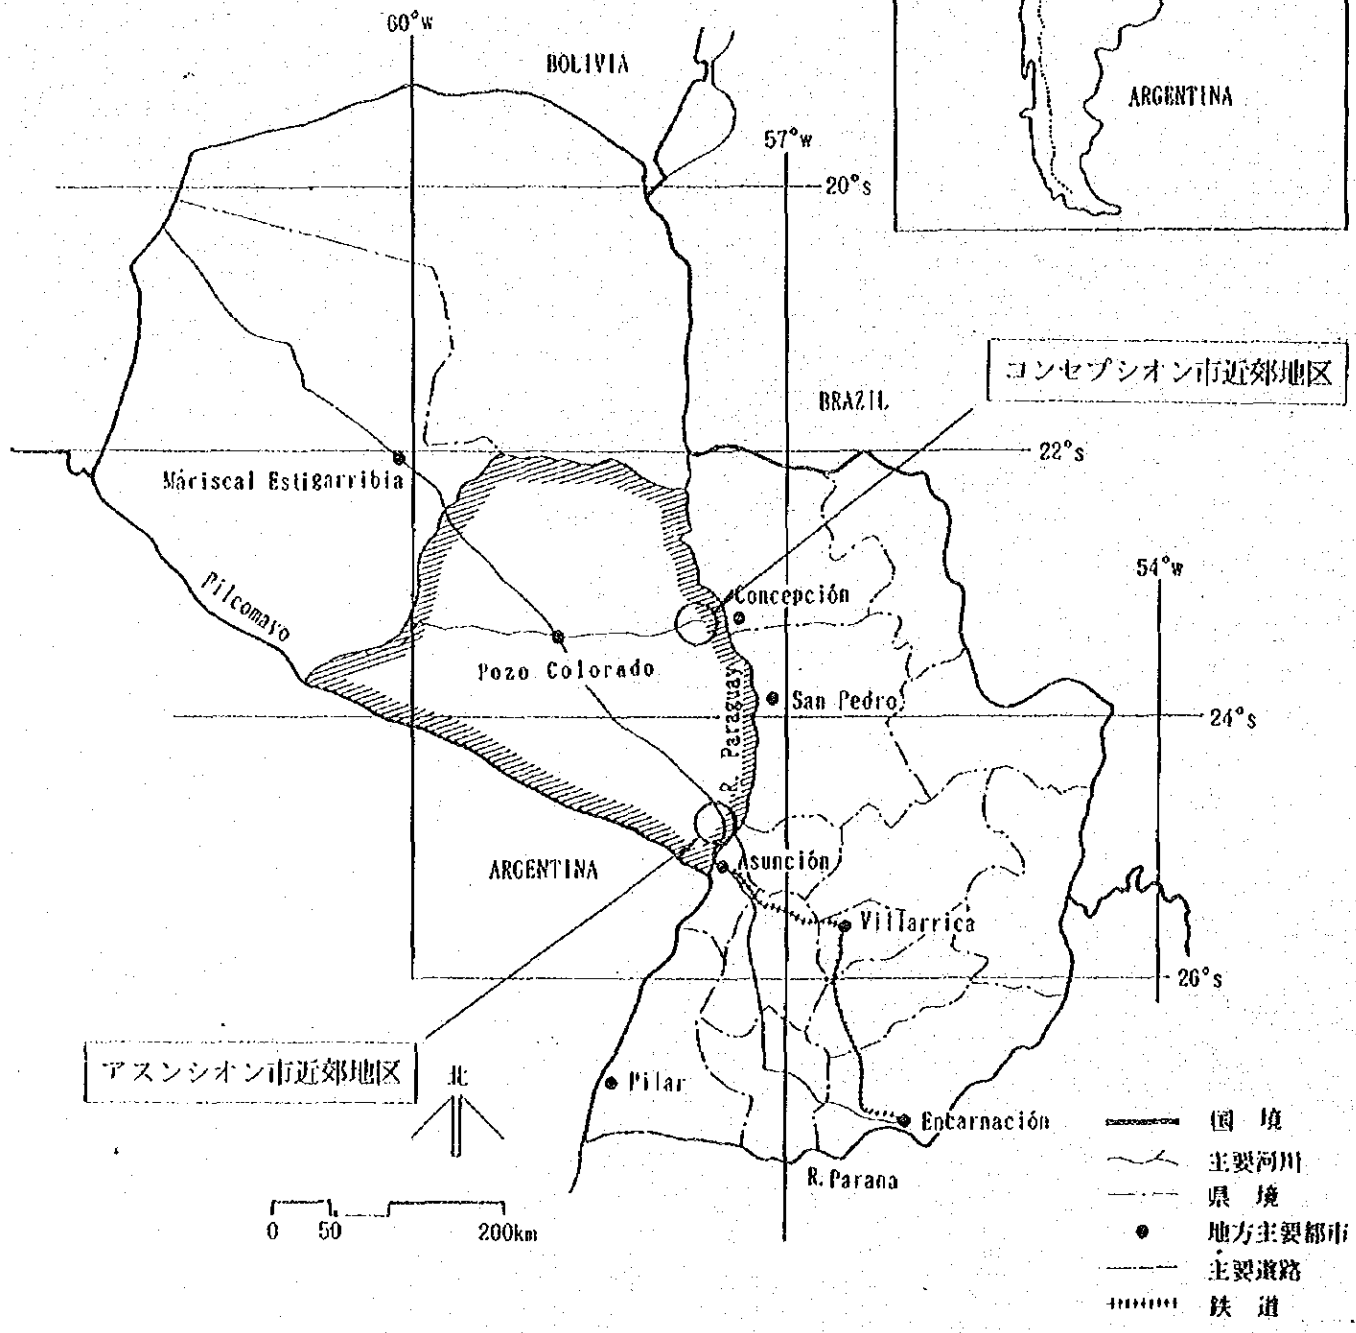 60°w
BOLIVIA
ARGENTINA
57°w
20°s
コンセプシオン市近郊地区
BRAZIL
22°s
Máriscal Estigarribia
54°w
Pilcomayo
Concepción
Pozo Colorado
San Pedro
R. Paraguay
24°s
ARGENTINA
Asunción
Villarrica
26°s
アスンシオン市近郊地区
北
Pilar
Encarnación
R. Parana
0 50 200km
国 境
主要河川
県 境
地方主要都市
主要道路
鉄 道